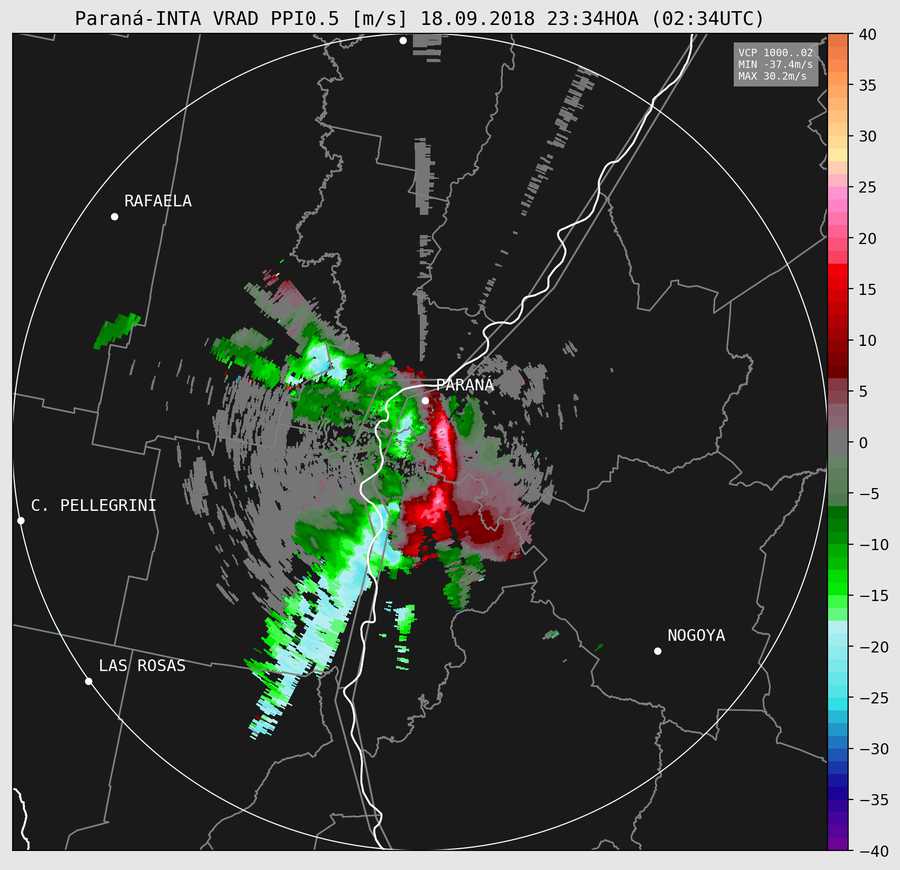 Paraná-INTA VRAD PPI0.5 [m/s] 18.09.2018 23:34HOA (02:34UTC)
VCP 1000..02
MIN -37.4m/s
MAX 30.2m/s
RAFAELA
PARANÁ
C. PELLEGRINI
NOGOYA
LAS ROSAS
40
35
30
25
20
15
10
5
0
−5
−10
−15
−20
−25
−30
−35
−40